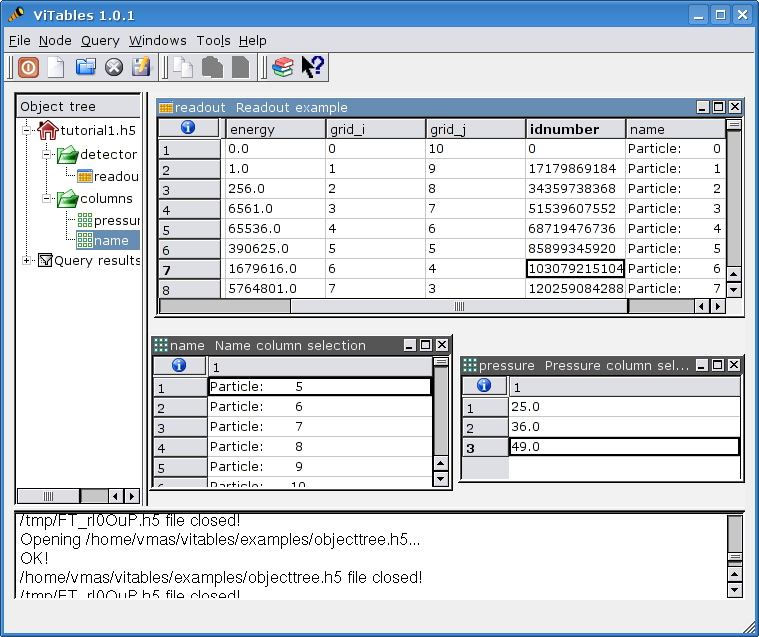 ViTables 1.0.1
File Node Query Windows Tools Help
Object tree
tutorial1.h5
detector
readou
columns
pressur
name
Query results
readout Readout example
energy grid_i grid_j idnumber name
1 0.0 0 10 0 Particle: 0
2 1.0 1 9 17179869184 Particle: 1
3 256.0 2 8 34359738368 Particle: 2
4 6561.0 3 7 51539607552 Particle: 3
5 65536.0 4 6 68719476736 Particle: 4
6 390625.0 5 5 85899345920 Particle: 5
7 1679616.0 6 4 103079215104 Particle: 6
8 5764801.0 7 3 120259084288 Particle: 7
name Name column selection
1
1 Particle: 5
2 Particle: 6
3 Particle: 7
4 Particle: 8
5 Particle: 9
6 Particle: 10
pressure Pressure column sel...
1
1 25.0
2 36.0
3 49.0
/tmp/FT_rI0OuP.h5 file closed!
Opening /home/vmas/vitables/examples/objecttree.h5...
OK!
/home/vmas/vitables/examples/objecttree.h5 file closed!
/tmp/FT_rI0OuP.h5 file closed!